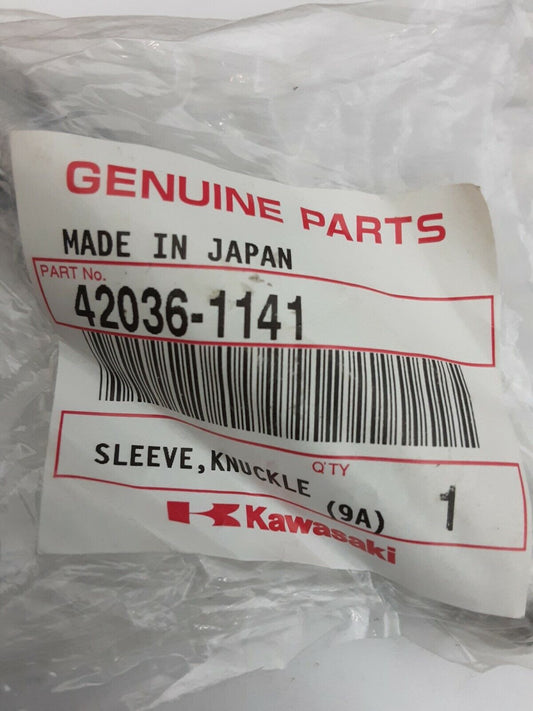 GENUINE PARTS
MADE IN JAPAN
PART No.
42036-1141
SLEEVE,KNUCKLE (9A)
Q'TY
1
Kawasaki